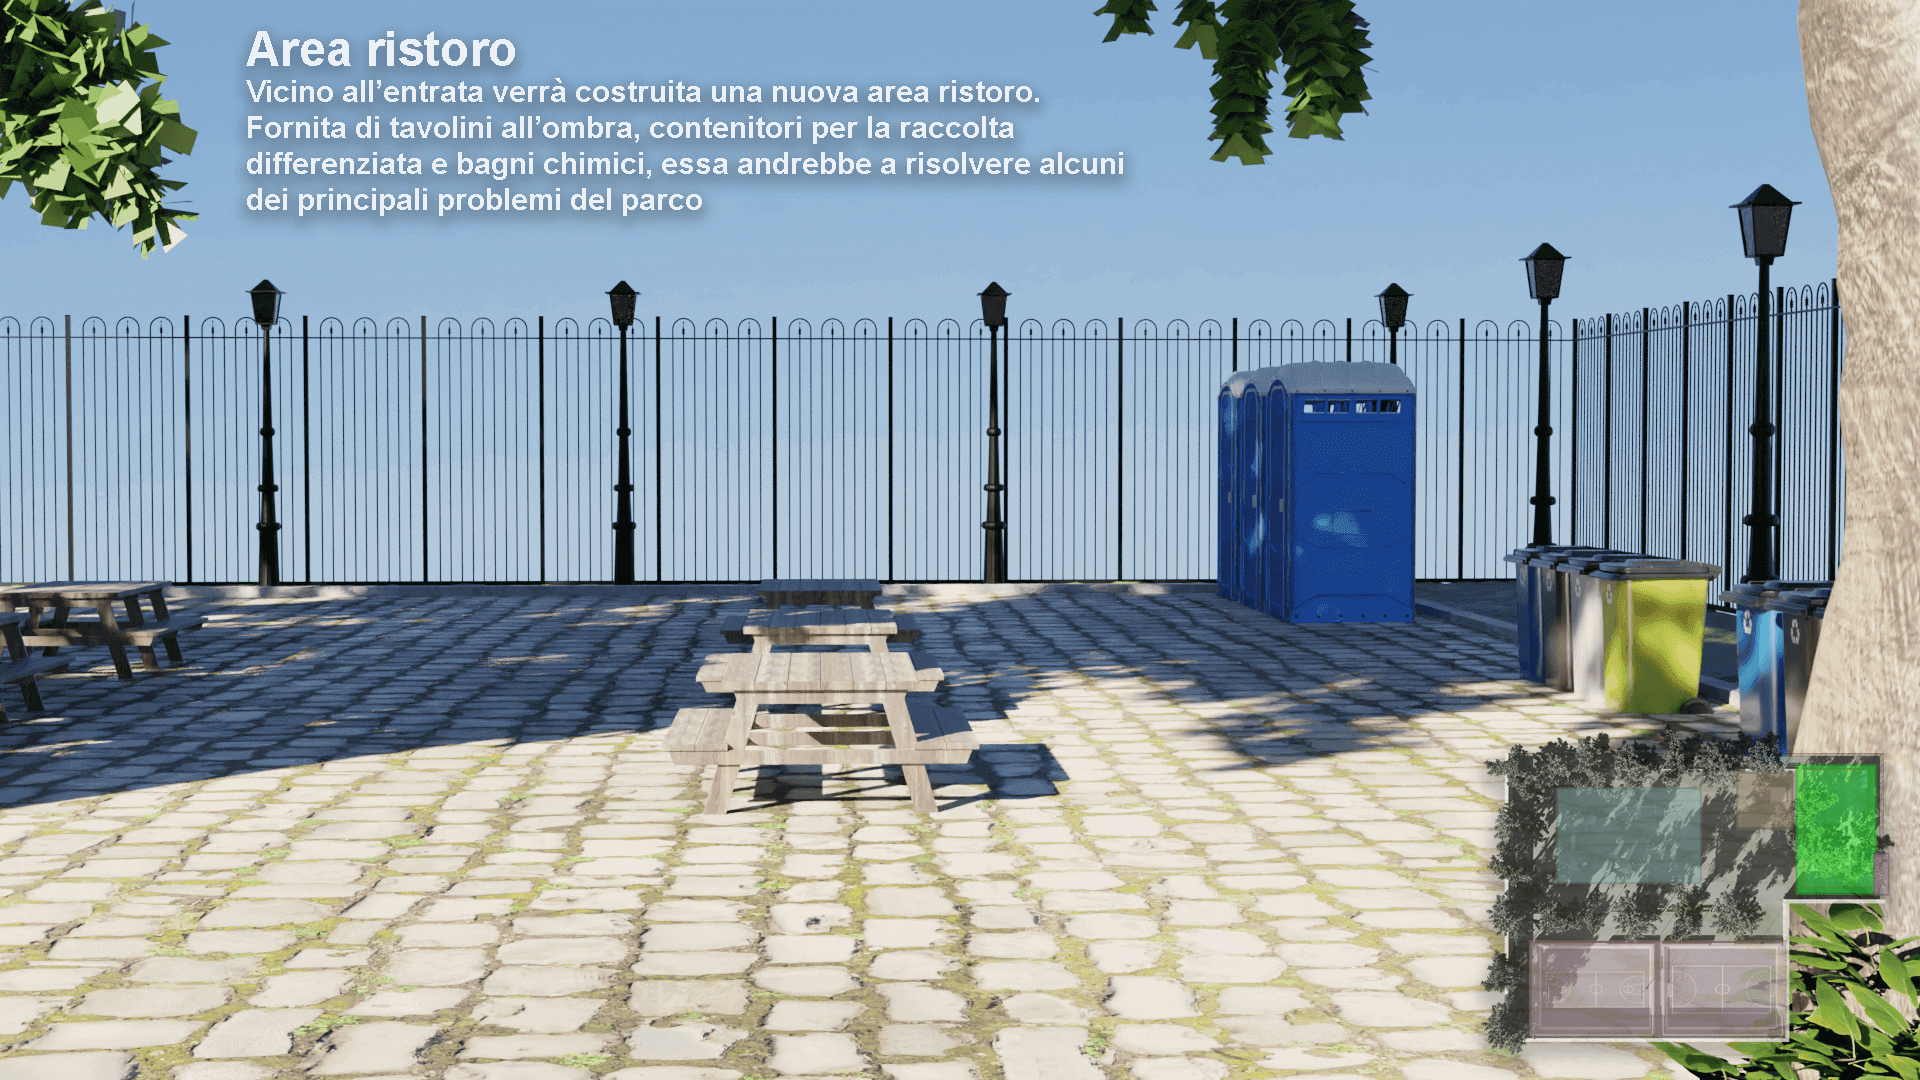 Area ristoro
Vicino all’entrata verrà costruita una nuova area ristoro.
Fornita di tavolini all’ombra, contenitori per la raccolta
differenziata e bagni chimici, essa andrebbe a risolvere alcuni
dei principali problemi del parco